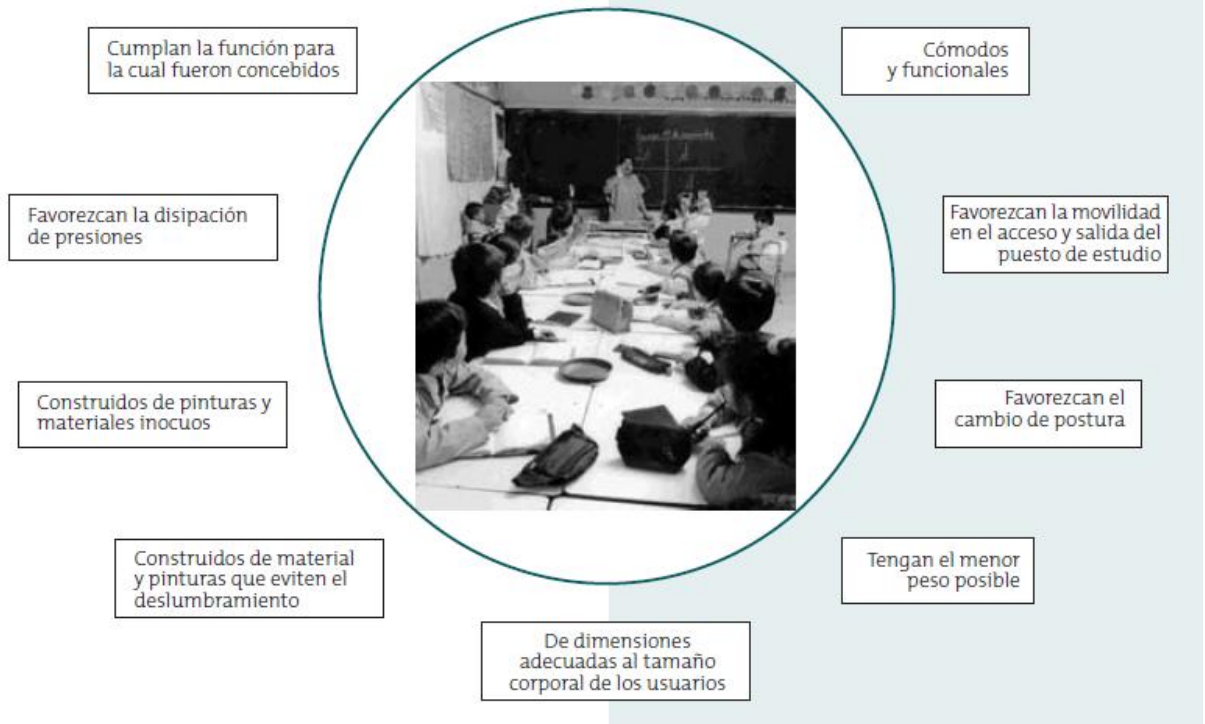 Cumplan la función para
la cual fueron concebidos
Cómodos
y funcionales
Favorezcan la disipación
de presiones
Favorezcan la movilidad
en el acceso y salida del
puesto de estudio
Construidos de pinturas y
materiales inocuos
Favorezcan el
cambio de postura
Construidos de material
y pinturas que eviten el
deslumbramiento
Tengan el menor
peso posible
De dimensiones
adecuadas al tamaño
corporal de los usuarios